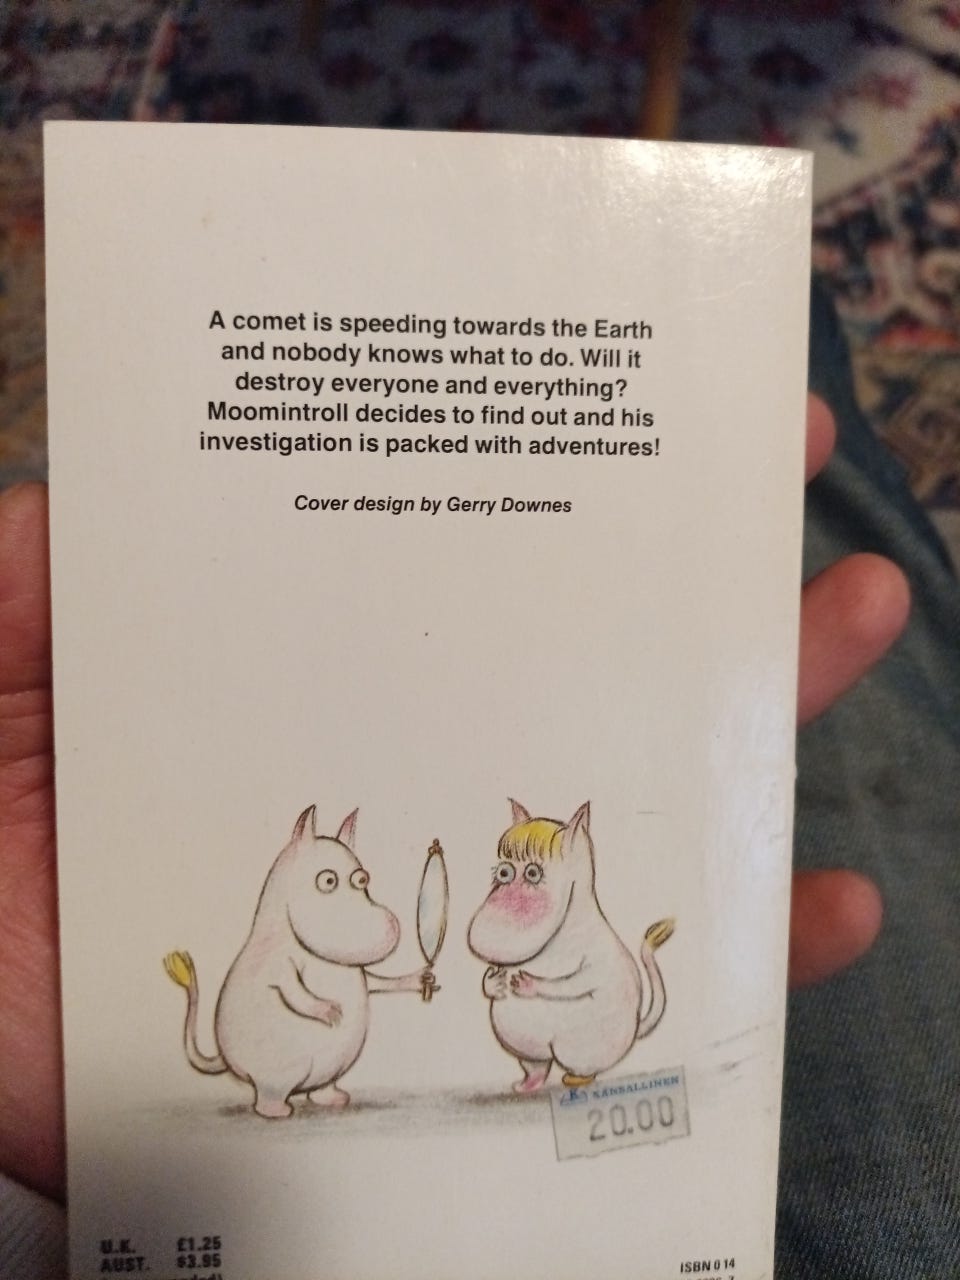 A comet is speeding towards the Earth
and nobody knows what to do. Will it
destroy everyone and everything?
Moomintroll decides to find out and his
investigation is packed with adventures!
Cover design by Gerry Downes
KANSALLINEN
20.00
U.K. £1.25
AUST. $3.95
ISBN 0 14